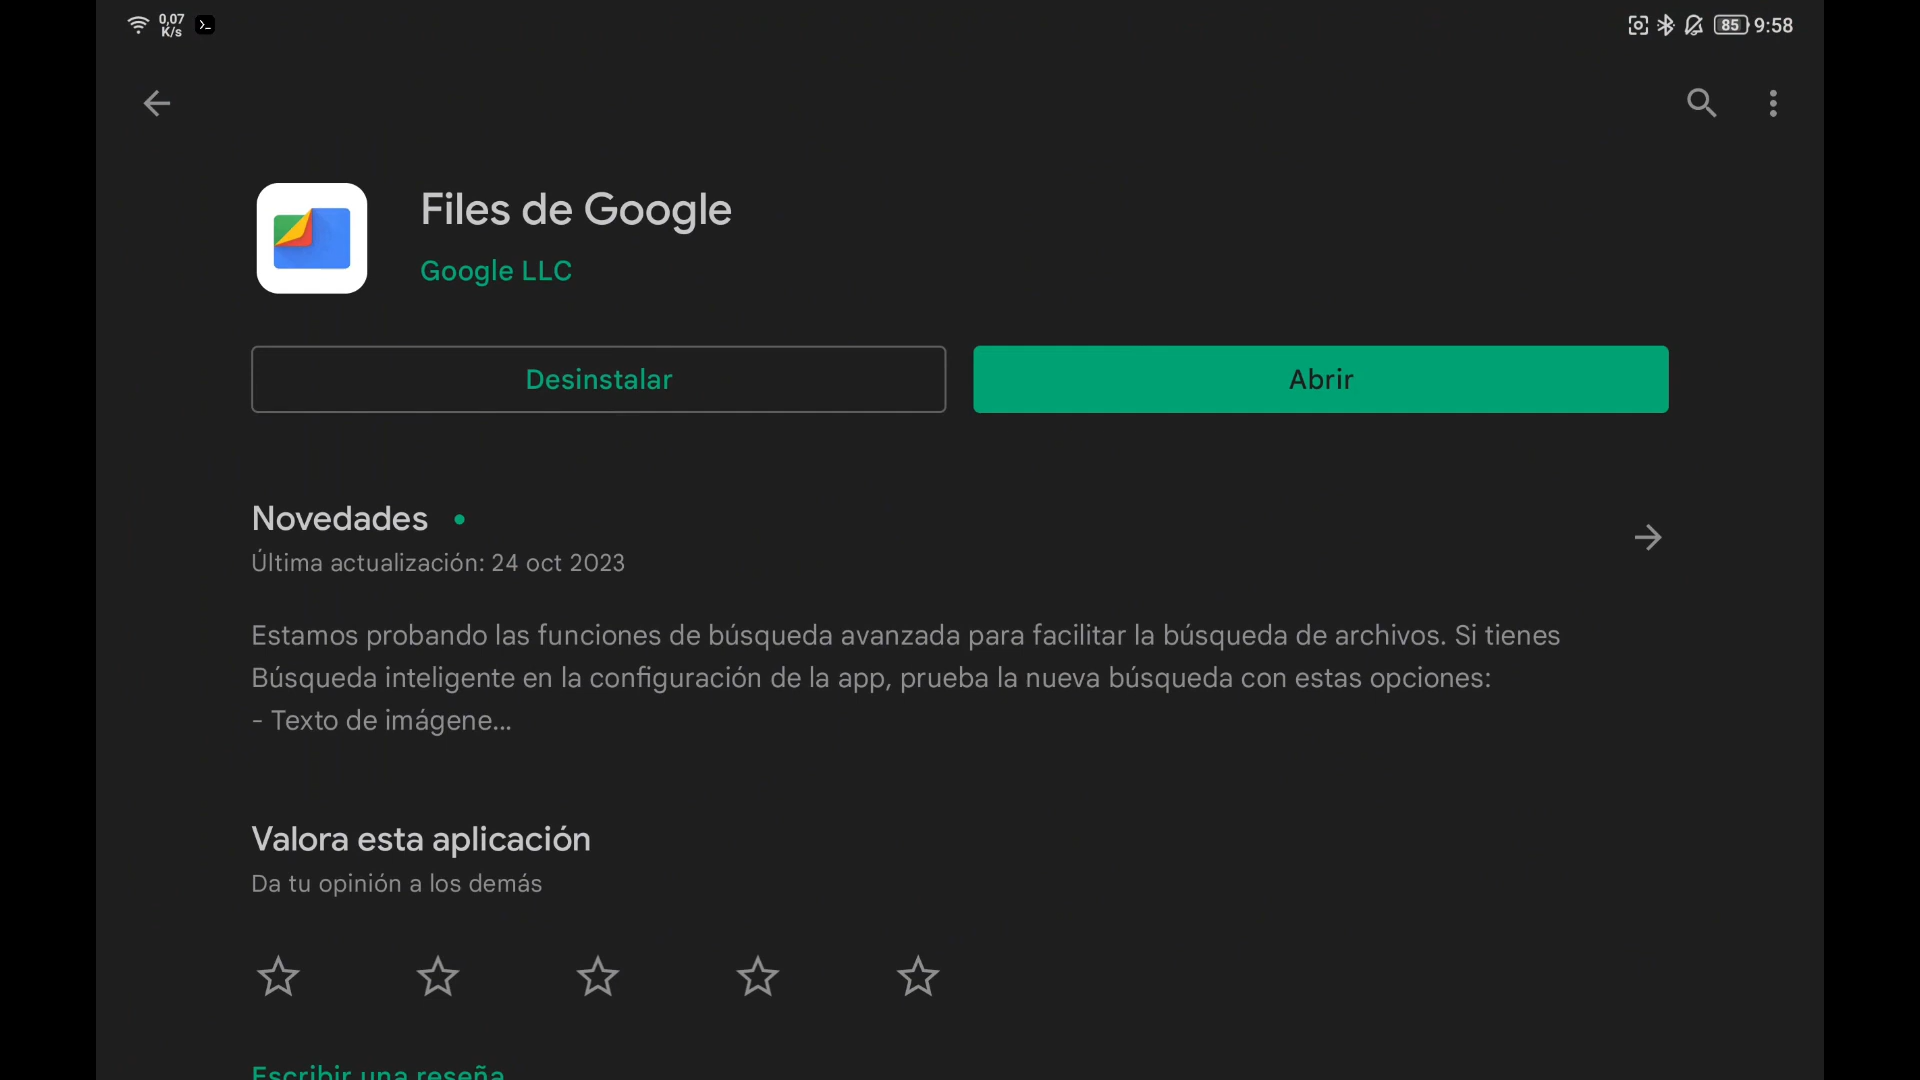 0,07
K/s
85 9:58
Files de Google
Google LLC
Desinstalar
Abrir
Novedades
Última actualización: 24 oct 2023
Estamos probando las funciones de búsqueda avanzada para facilitar la búsqueda de archivos. Si tienes
Búsqueda inteligente en la configuración de la app, prueba la nueva búsqueda con estas opciones:
- Texto de imágene...
Valora esta aplicación
Da tu opinión a los demás
Escribir una reseña